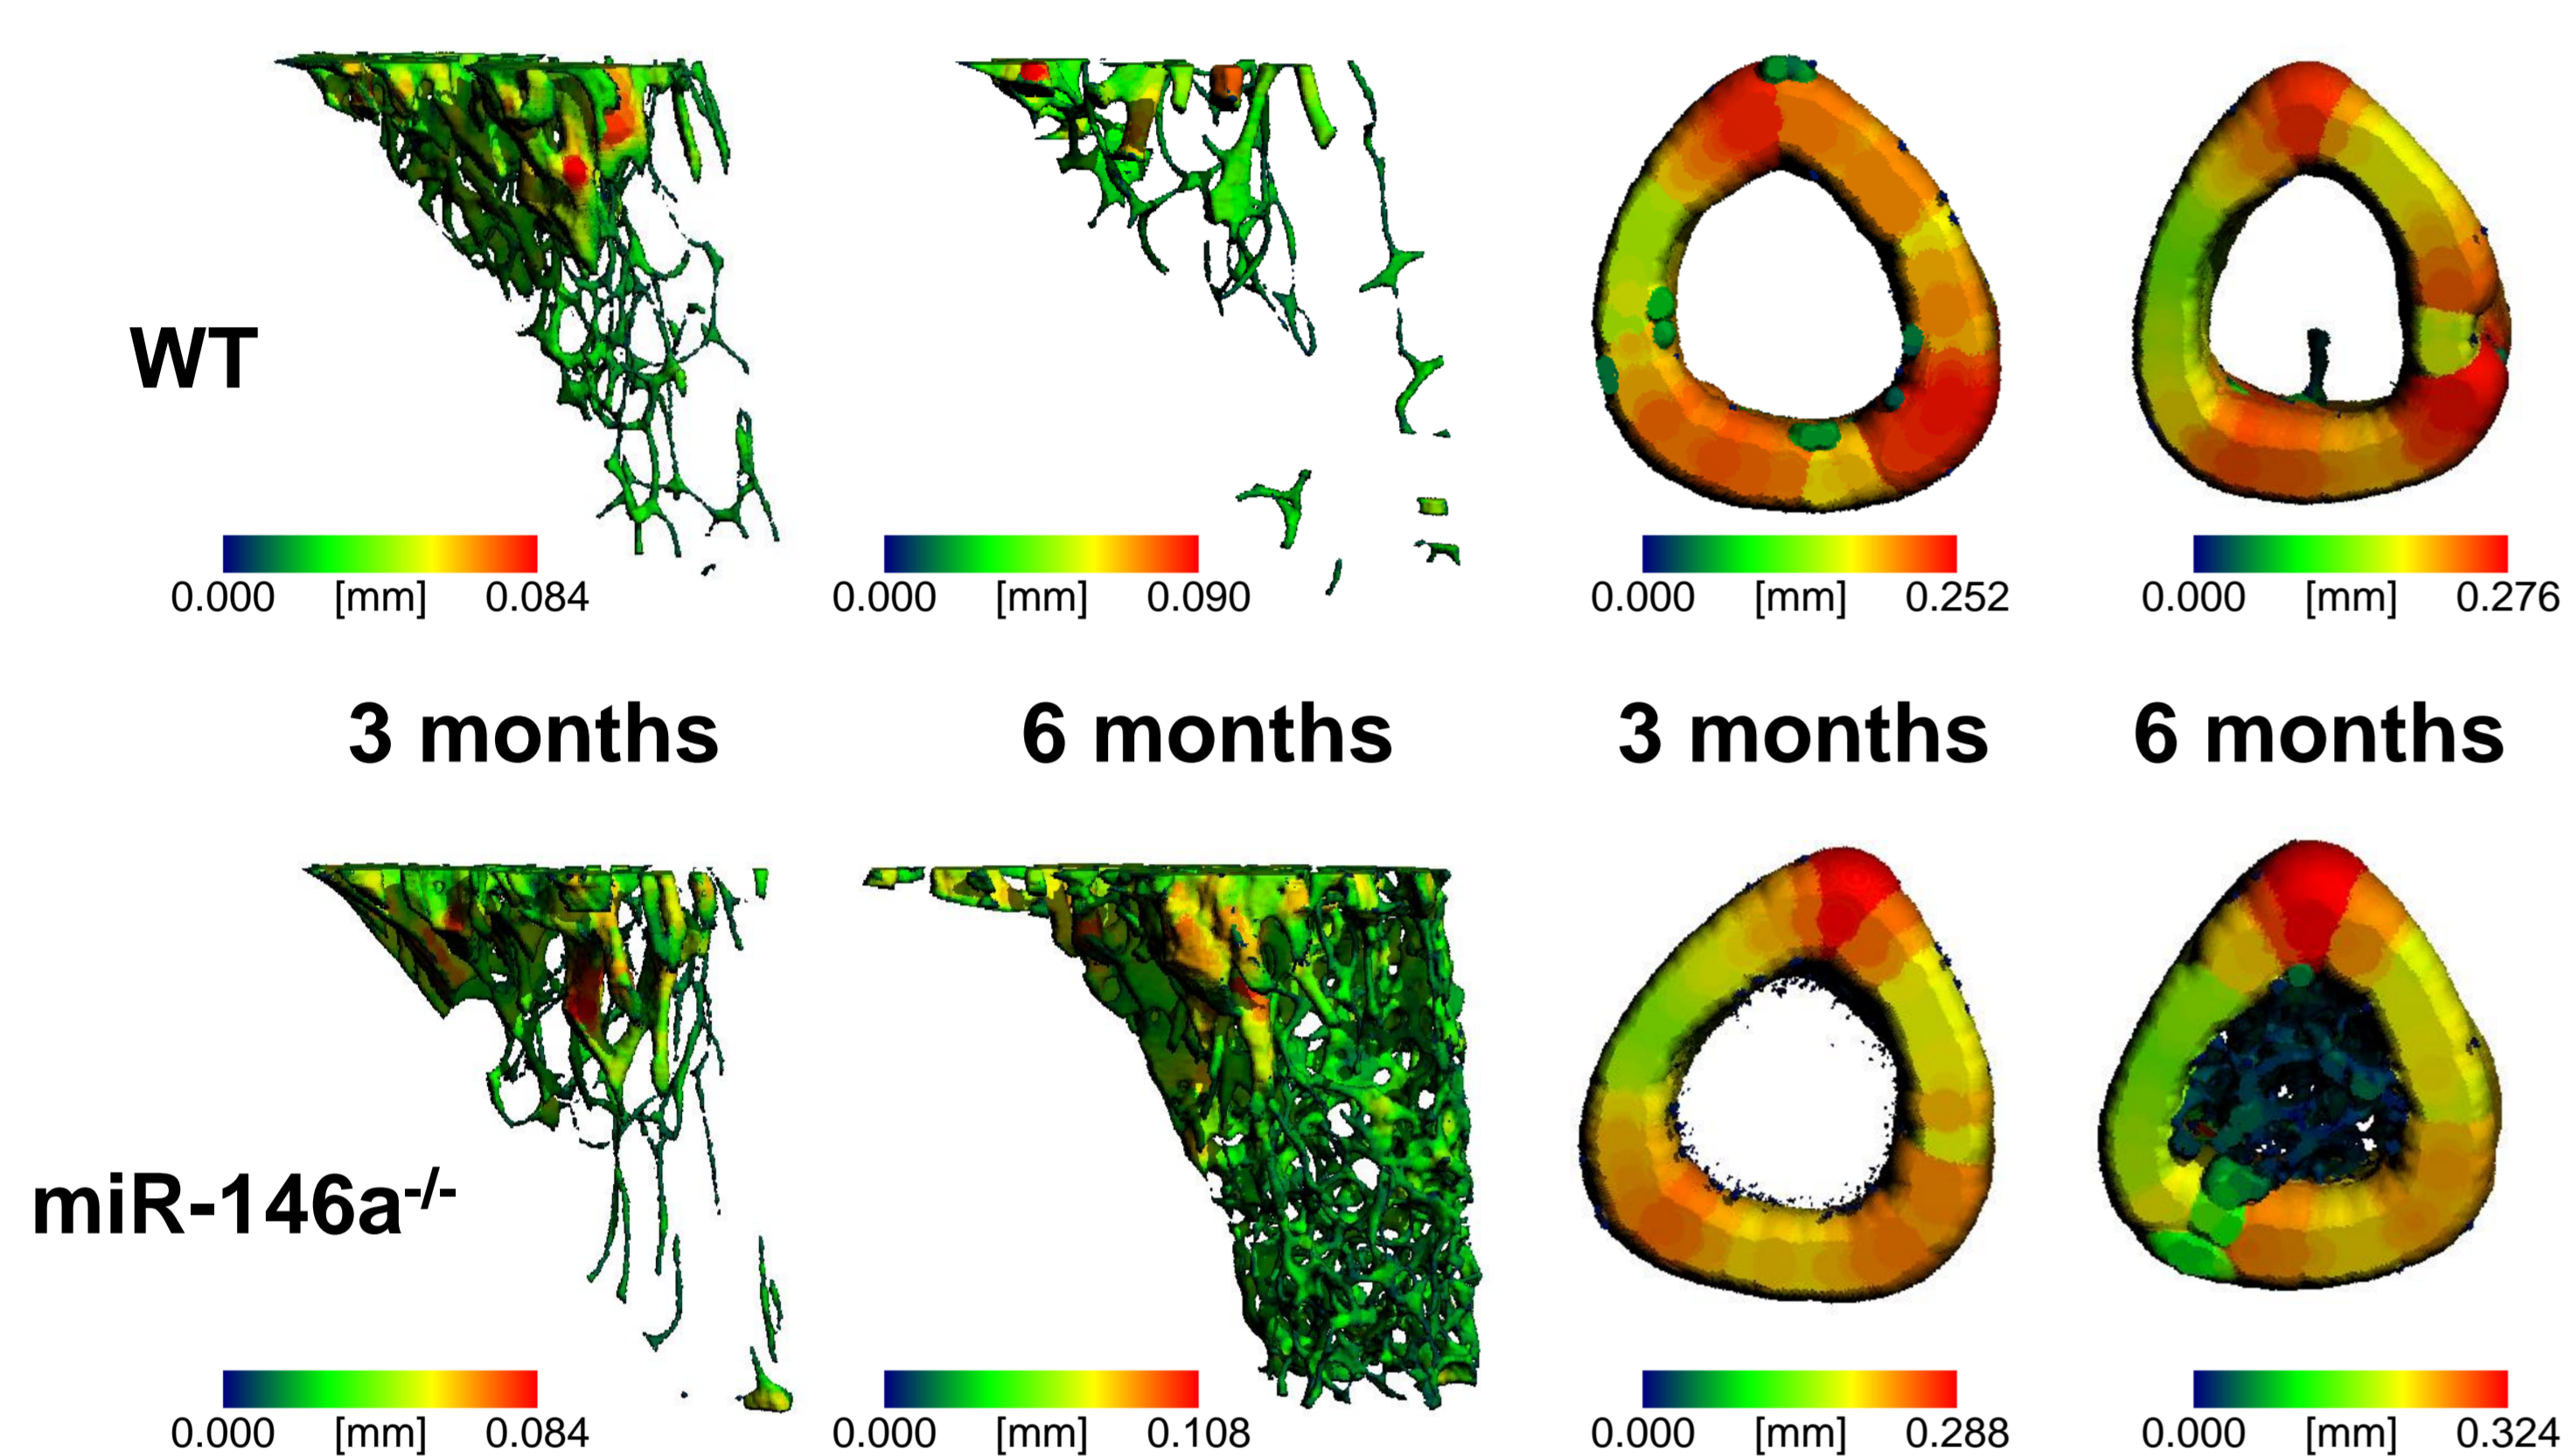 WT
0.000 [mm] 0.084
0.000 [mm] 0.090
0.000 [mm] 0.252
0.000 [mm] 0.276
3 months
6 months
3 months
6 months
miR-146a-/-
0.000 [mm] 0.084
0.000 [mm] 0.108
0.000 [mm] 0.288
0.000 [mm] 0.324